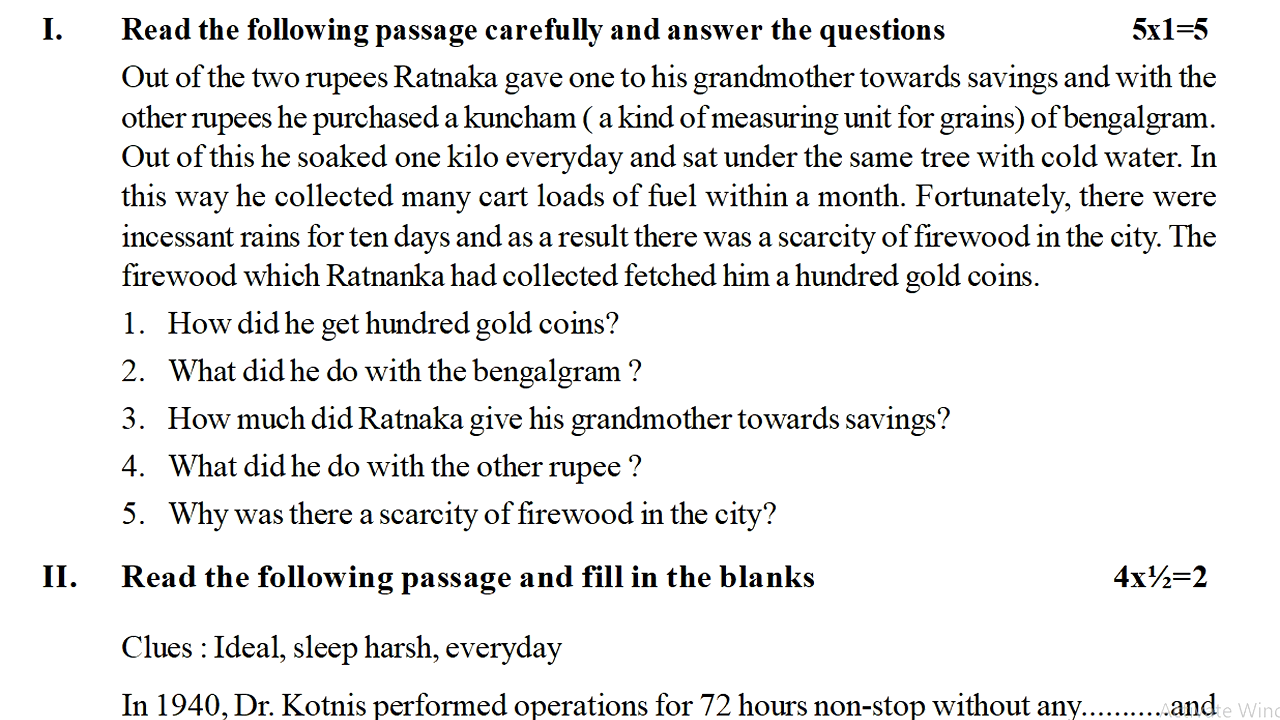 I. Read the following passage carefully and answer the questions 5x1=5
Out of the two rupees Ratnaka gave one to his grandmother towards savings and with the
other rupees he purchased a kuncham ( a kind of measuring unit for grains) of bengalgram.
Out of this he soaked one kilo everyday and sat under the same tree with cold water. In
this way he collected many cart loads of fuel within a month. Fortunately, there were
incessant rains for ten days and as a result there was a scarcity of firewood in the city. The
firewood which Ratnanka had collected fetched him a hundred gold coins.
1. How did he get hundred gold coins?
2. What did he do with the bengalgram ?
3. How much did Ratnaka give his grandmother towards savings?
4. What did he do with the other rupee ?
5. Why was there a scarcity of firewood in the city?
II. Read the following passage and fill in the blanks 4x½=2
Clues : Ideal, sleep harsh, everyday
In 1940, Dr. Kotnis performed operations for 72 hours non-stop without any..........and